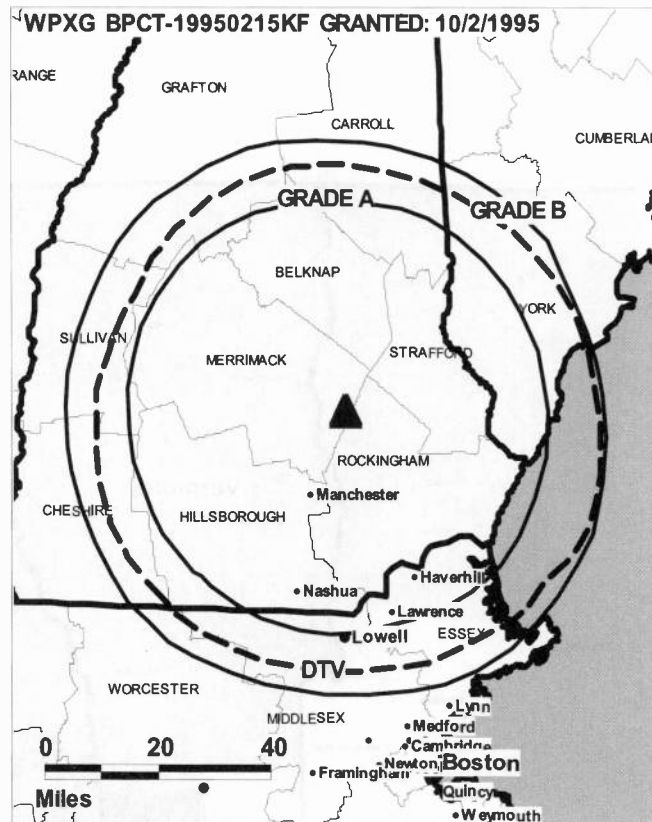 WPXG BPCT-19950215KF GRANTED: 10/2/1995
RANGE
GRAFTON
CARROLL
CUMBERLA
GRADE A
GRADE B
BELKNAP
YORK
SULLIVAN
MERRIMACK
STRAFFORD
ROCKINGHAM
Manchester
CHESHIRE
HILLSBOROUGH
Haverhill
Nashua
Lawrence
Lowell
ESSEX
DTV
WORCESTER
Lynn
MIDDLESEX
Medford
0 20 40
Cambridge
Newton
Boston
Framingham
Miles
Quincy
Weymouth